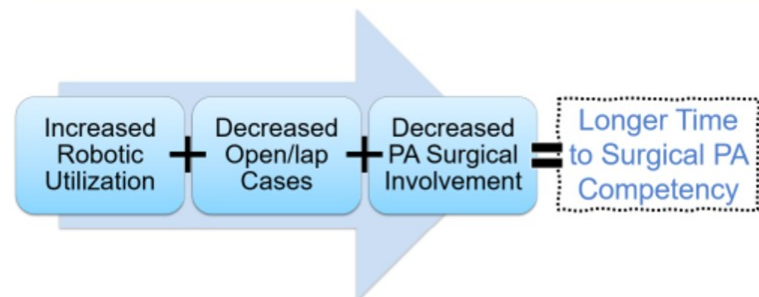 Increased
Robotic
Utilization
+
Decreased
Open/lap
Cases
+
Decreased
PA Surgical
Involvement
=
Longer Time
to Surgical PA
Competency